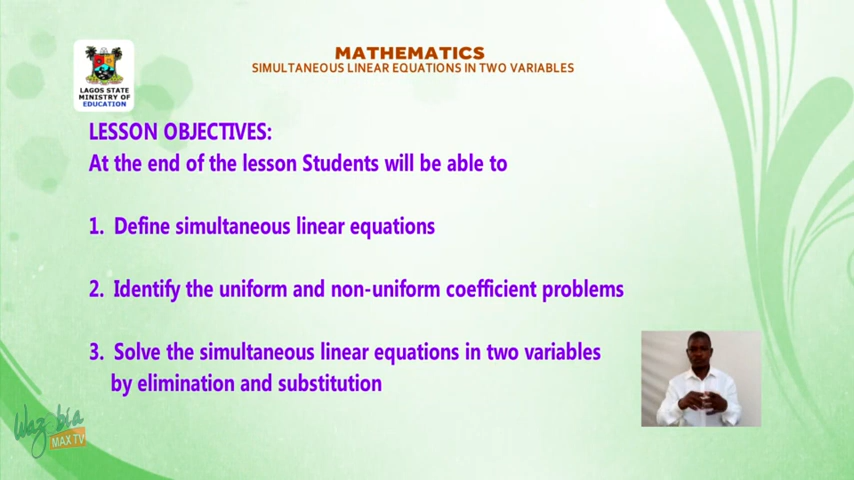 MATHEMATICS
SIMULTANEOUS LINEAR EQUATIONS IN TWO VARIABLES
LAGOS STATE
MINISTRY OF
EDUCATION
LESSON OBJECTIVES:
At the end of the lesson Students will be able to
1. Define simultaneous linear equations
2. Identify the uniform and non-uniform coefficient problems
3. Solve the simultaneous linear equations in two variables
by elimination and substitution
Wazobia
MAX TV